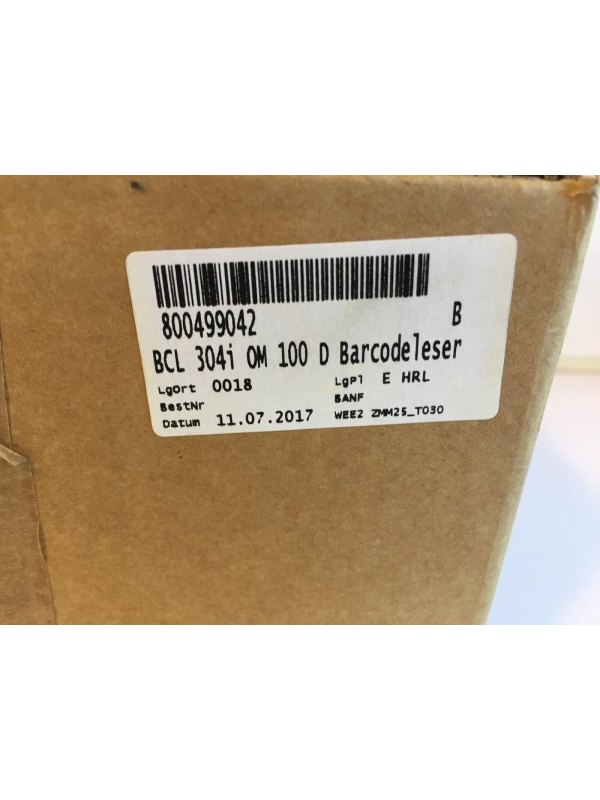 800499042 B
BCL 304i OM 100 D Barcodeleser
LgOrt 0018 LgPl E HRL
BestNr BANF
Datum 11.07.2017 WEE2 ZMM25_T030